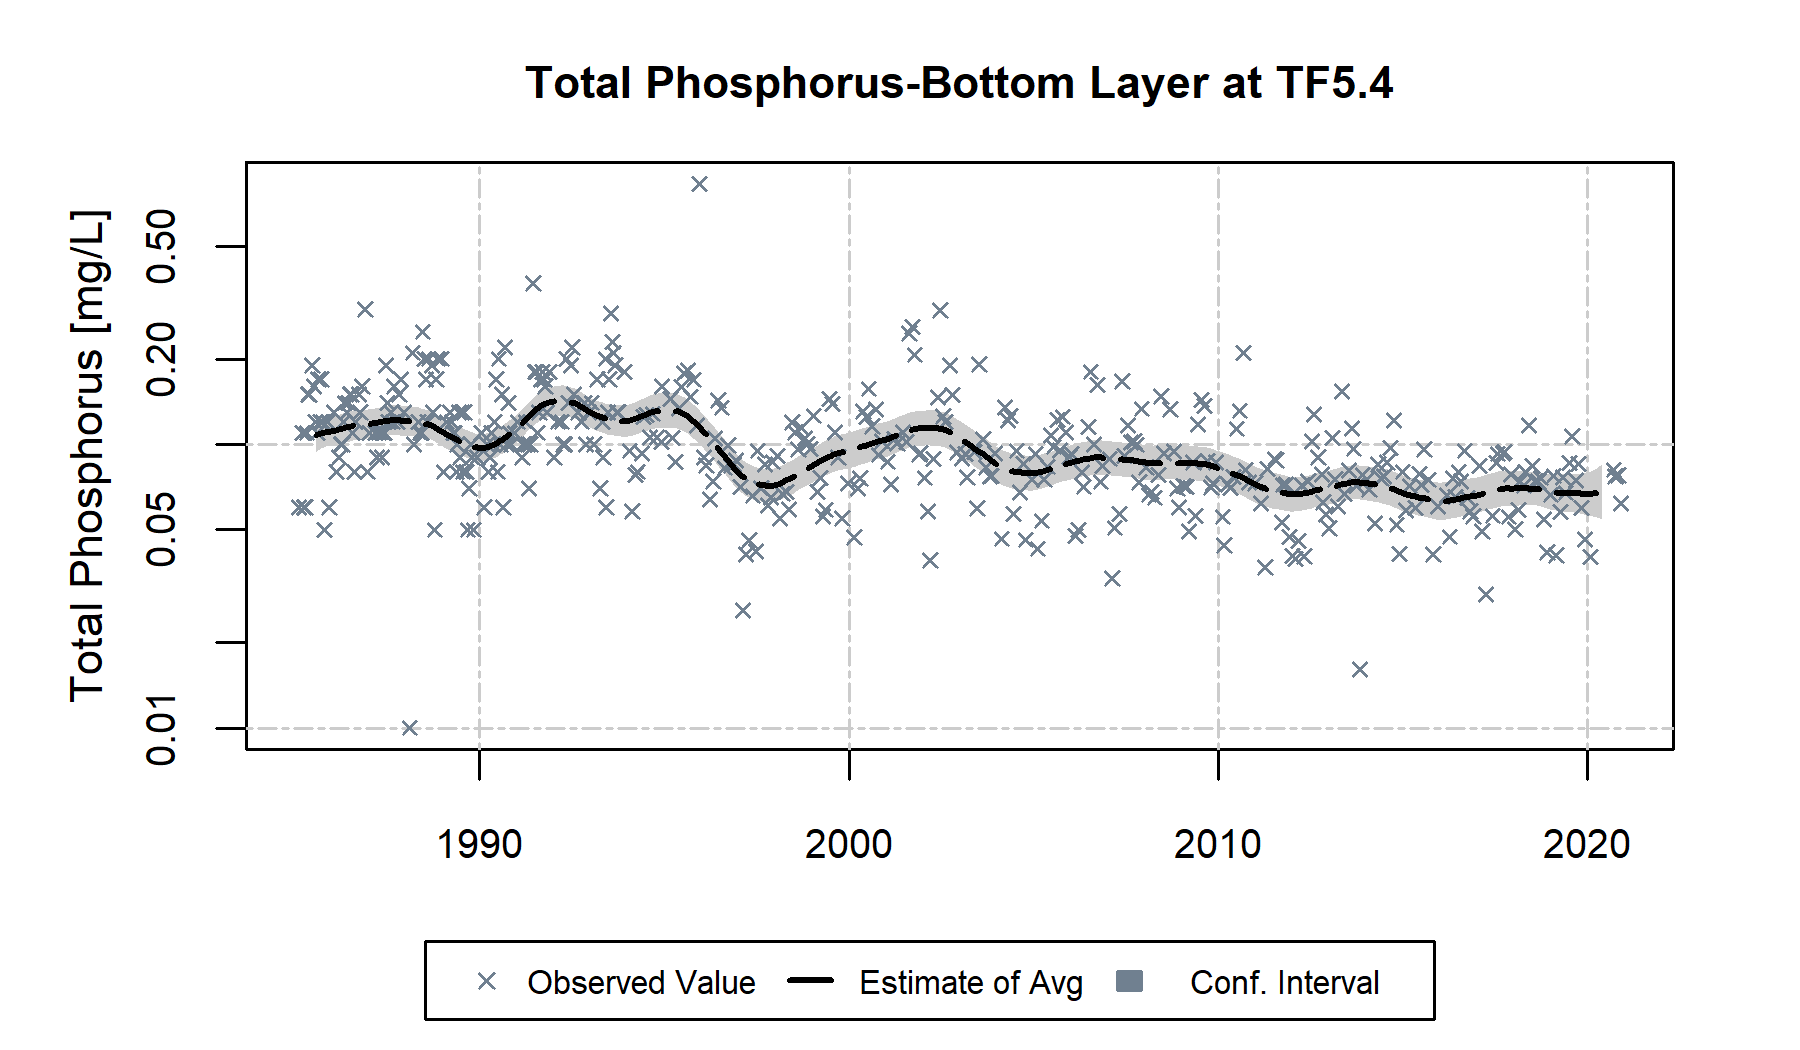 Total Phosphorus-Bottom Layer at TF5.4
Total Phosphorus [mg/L]
0.50
0.20
0.05
0.01
1990 2000 2010 2020
Observed Value Estimate of Avg Conf. Interval